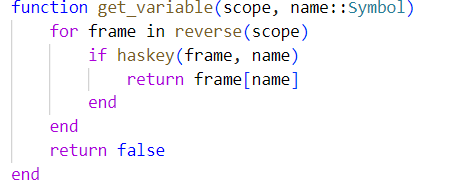 function get_variable(scope, name::Symbol)
    for frame in reverse(scope)
        if haskey(frame, name)
            return frame[name]
        end
    end
    return false
end